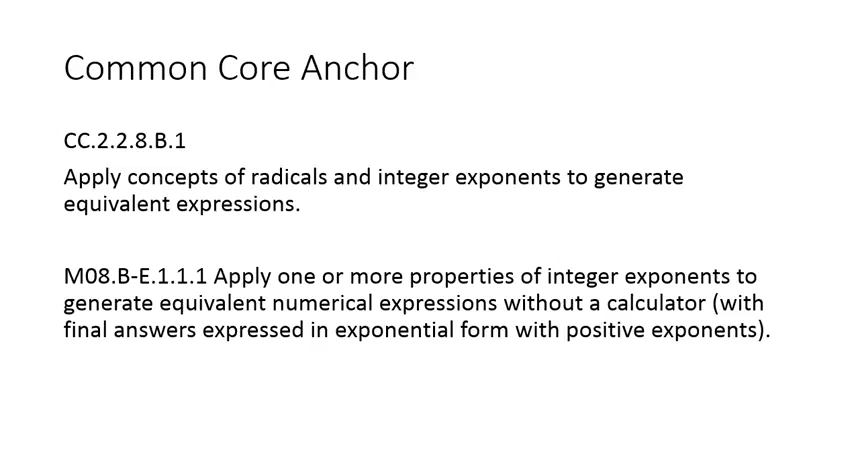 Common Core Anchor
CC.2.2.8.B.1
Apply concepts of radicals and integer exponents to generate
equivalent expressions.
M08.B-E.1.1.1 Apply one or more properties of integer exponents to
generate equivalent numerical expressions without a calculator (with
final answers expressed in exponential form with positive exponents).